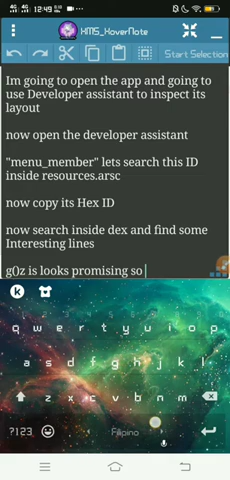 12:49
KMS_HoverNote
Start Selection
Im going to open the app and going to
use Developer assistant to inspect its
layout
now open the developer assistant
"menu_member" lets search this ID
inside resources.arsc
now copy its Hex ID
now search inside dex and find some
Interesting lines
g()z is looks promising so
k
q w e r t y u i o p
a s d f g h j k l
z x c v b n m
?123 Filipino